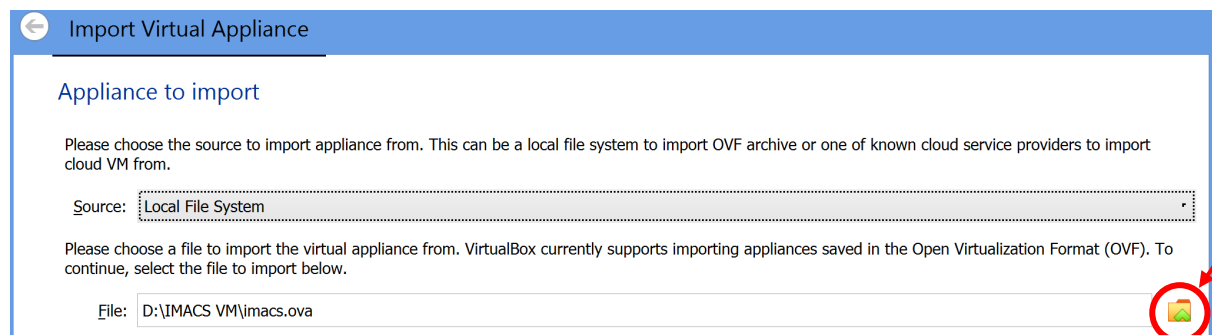 Import Virtual Appliance
Appliance to import
Please choose the source to import appliance from. This can be a local file system to import OVF archive or one of known cloud service providers to import
cloud VM from.
Source: Local File System
Please choose a file to import the virtual appliance from. VirtualBox currently supports importing appliances saved in the Open Virtualization Format (OVF). To
continue, select the file to import below.
File: D:\IMACS VM\imacs.ova